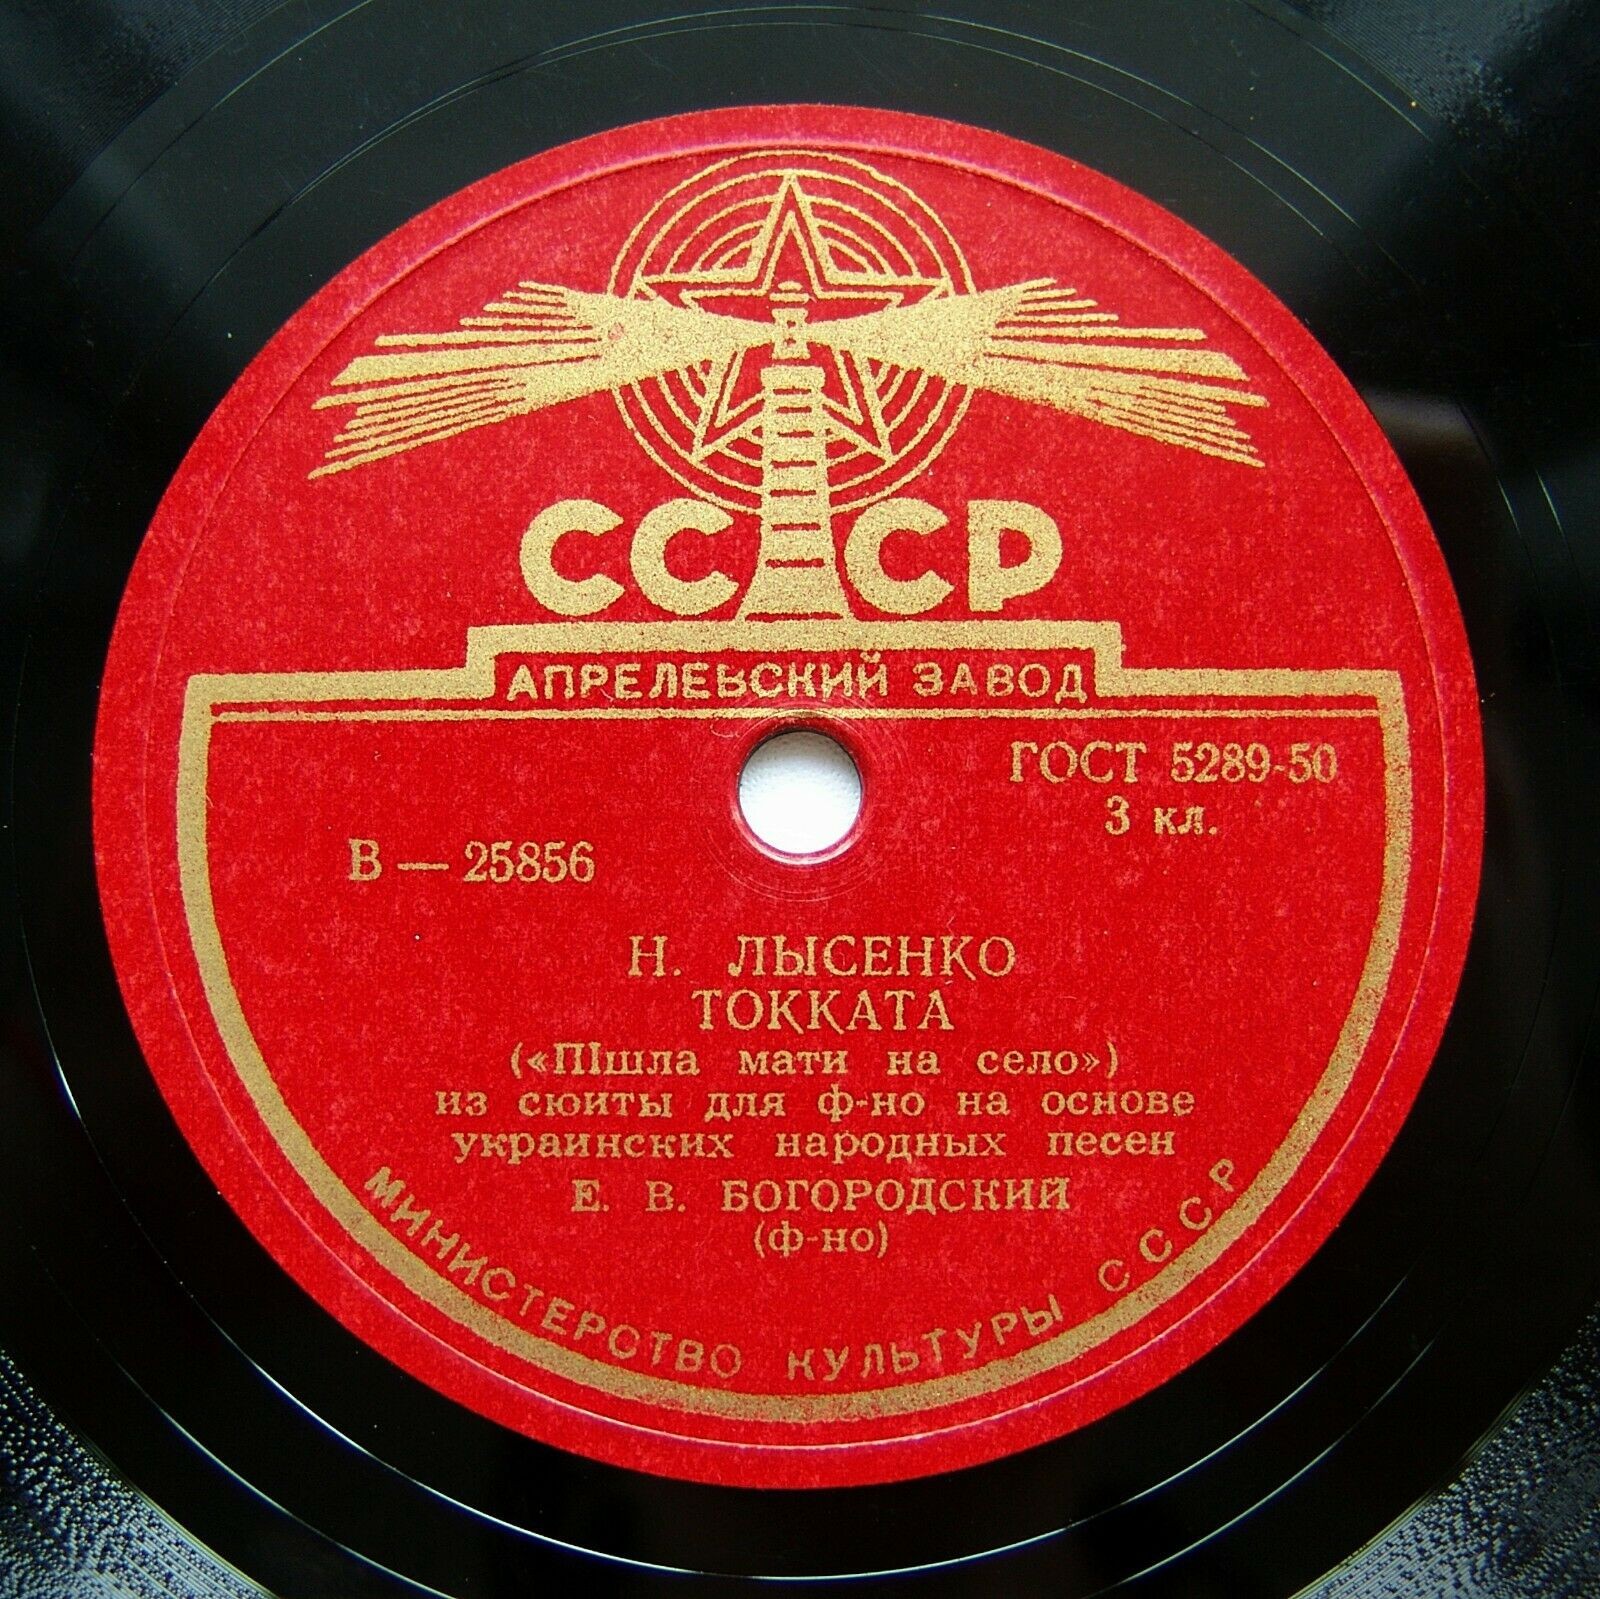 СССР
АПРЕЛЕВСКИЙ ЗАВОД
ГОСТ 5289-50
3 кл.
В — 25856
Н. ЛЫСЕНКО
ТОККАТА
(«ПІшла мати на село»)
из сюиты для ф-но на основе
украинских народных песен
Е. В. БОГОРОДСКИЙ
(ф-но)
МИНИСТЕРСТВО КУЛЬТУРЫ СССР